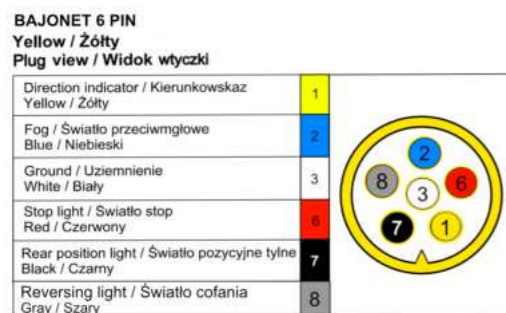 BAJONET 6 PIN
Yellow / Żółty
Plug view / Widok wtyczki
Direction indicator / Kierunkowskaz
Yellow / Żółty
1
Fog / Światło przeciwmgłowe
Blue / Niebieski
2
Ground / Uziemnienie
White / Biały
3
Stop light / Światło stop
Red / Czerwony
6
Rear position light / Światło pozycyjne tylne
Black / Czarny
7
Reversing light / Światło cofania
Gray / Szary
8
2
8
6
3
7
1